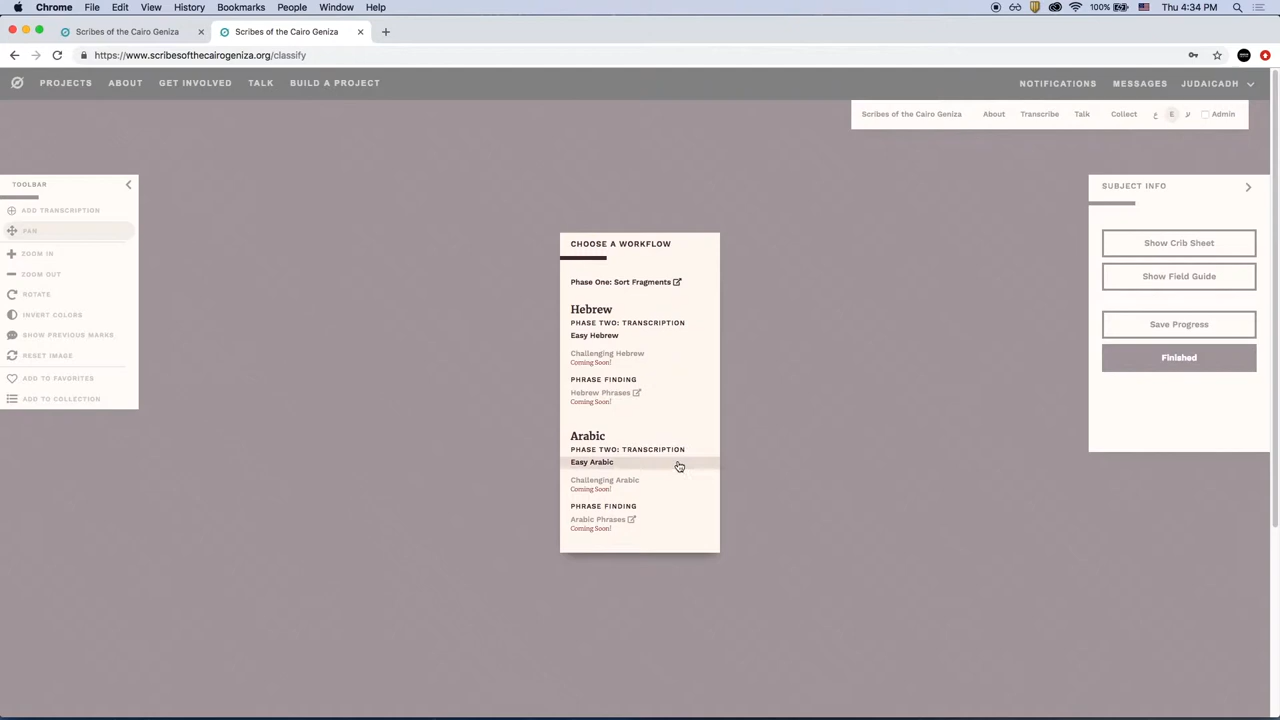 Chrome File Edit View History Bookmarks People Window Help 100% Thu 4:34 PM
Scribes of the Cairo Geniza Scribes of the Cairo Geniza
https://www.scribesofthecairogeniza.org/classify
PROJECTS ABOUT GET INVOLVED TALK BUILD A PROJECT NOTIFICATIONS MESSAGES JUDAICADH
Scribes of the Cairo Geniza About Transcribe Talk Collect ع E ע Admin
TOOLBAR
ADD TRANSCRIPTION
PAN
ZOOM IN
ZOOM OUT
ROTATE
INVERT COLORS
SHOW PREVIOUS MARKS
RESET IMAGE
ADD TO FAVORITES
ADD TO COLLECTION
CHOOSE A WORKFLOW
Phase One: Sort Fragments
Hebrew
PHASE TWO: TRANSCRIPTION
Easy Hebrew
Challenging Hebrew
Coming Soon!
PHRASE FINDING
Hebrew Phrases
Coming Soon!
Arabic
PHASE TWO: TRANSCRIPTION
Easy Arabic
Challenging Arabic
Coming Soon!
PHRASE FINDING
Arabic Phrases
Coming Soon!
SUBJECT INFO
Show Crib Sheet
Show Field Guide
Save Progress
Finished